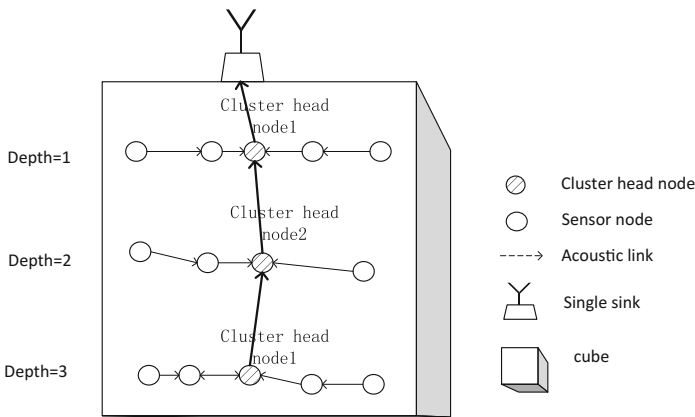 Cluster head
node1
Depth=1
Cluster head
node2
Depth=2
Cluster head
node1
Depth=3
Cluster head node
Sensor node
Acoustic link
Single sink
cube